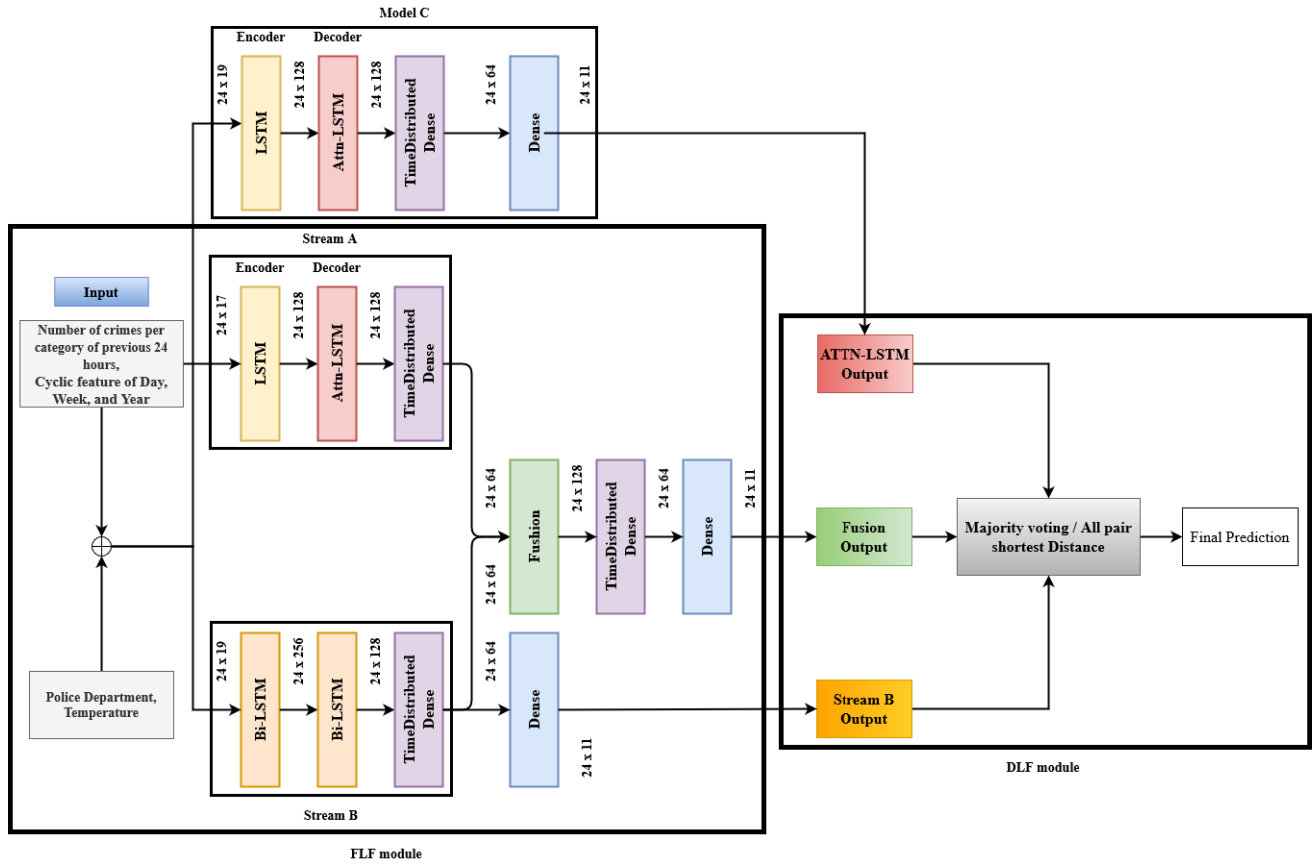 Model C
Encoder
Decoder
24 x 19
LSTM
24 x 128
Attn-LSTM
24 x 128
TimeDistributed
Dense
24 x 64
Dense
24 x 11
Stream A
Encoder
Decoder
24 x 17
LSTM
24 x 128
Attn-LSTM
24 x 128
TimeDistributed
Dense
Input
Number of crimes per
category of previous 24
hours,
Cyclic feature of Day,
Week, and Year
24 x 64
24 x 64
Fushion
24 x 128
TimeDistributed
Dense
24 x 64
Dense
24 x 11
Police Department,
Temperature
24 x 19
Bi-LSTM
24 x 256
Bi-LSTM
24 x 128
TimeDistributed
Dense
24 x 64
Dense
24 x 11
Stream B
FLF module
ATTN-LSTM
Output
Fusion
Output
Stream B
Output
Majority voting / All pair
shortest Distance
Final Prediction
DLF module